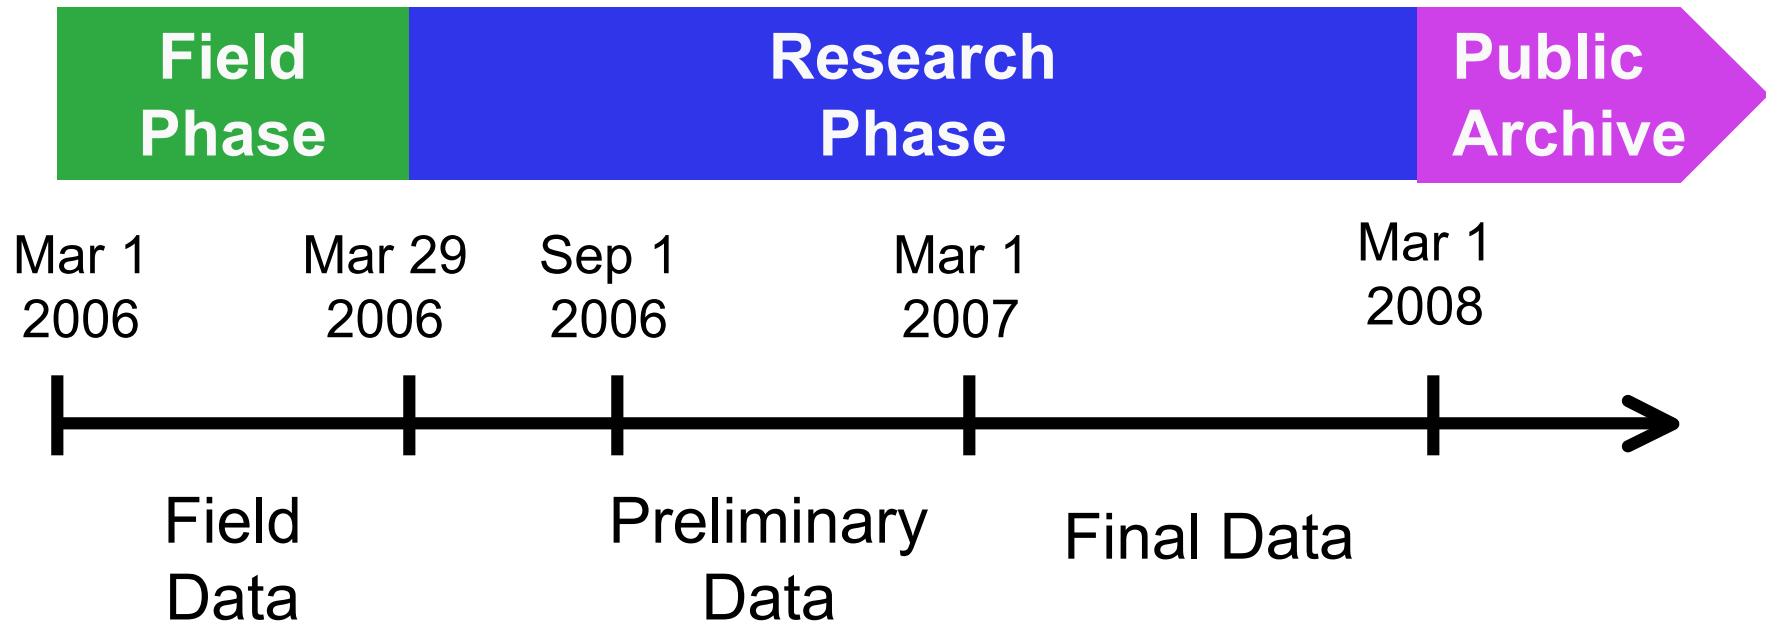 Field
Phase
Research
Phase
Public
Archive
Mar 1
2006
Mar 29
2006
Sep 1
2006
Mar 1
2007
Mar 1
2008
Field
Data
Preliminary
Data
Final Data